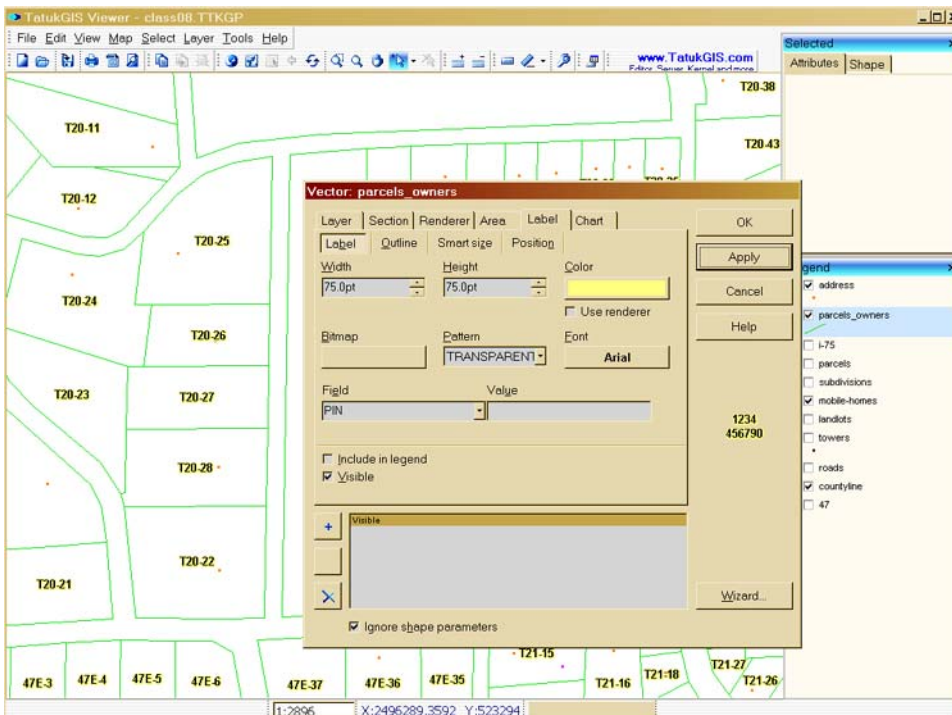 TatukGIS Viewer - class08.TTKGP
File Edit View Map Select Layer Tools Help
www.TatukGIS.com
Editor, Server, Kernel and more
Selected
Attributes Shape
T20-38
T20-11
T20-43
T20-12
T20-25
T20-24
T20-26
T20-23
T20-27
T20-28
T20-22
T20-21
Vector: parcels_owners
Layer Section Renderer Area Label Chart
Label Outline Smart size Position
Width Height Color
75.0pt 75.0pt
Use renderer
Bitmap Pattern Font
TRANSPARENT Arial
Field Value
PIN
Include in legend
Visible
Visible
Ignore shape parameters
OK
Apply
Cancel
Help
1234
456790
Wizard...
gend
address
parcels_owners
i-75
parcels
subdivisions
mobile-homes
landlots
towers
roads
countyline
47
47E-3 47E-4 47E-5 47E-6 47E-37 47E-36 47E-35 T21-15 T21-16 T21-18 T21-27 T21-26
1:2896 X:2496289.3592 Y:523294